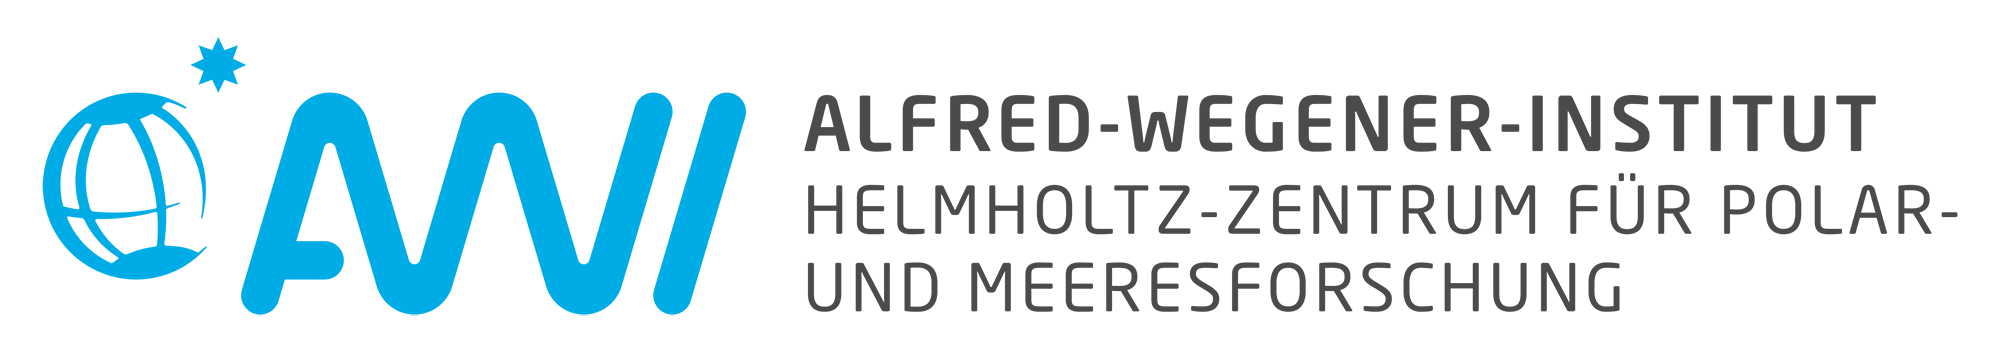 AWI
ALFRED-WEGENER-INSTITUT
HELMHOLTZ-ZENTRUM FÜR POLAR-
UND MEERESFORSCHUNG